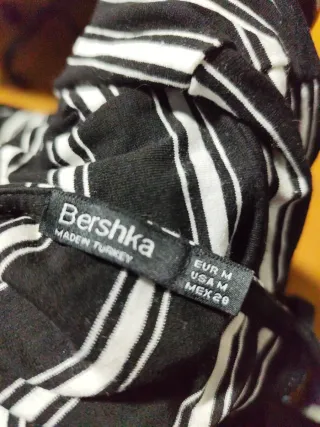 Bershka
MADE IN TURKEY
EUR M
USA M
MEX 28